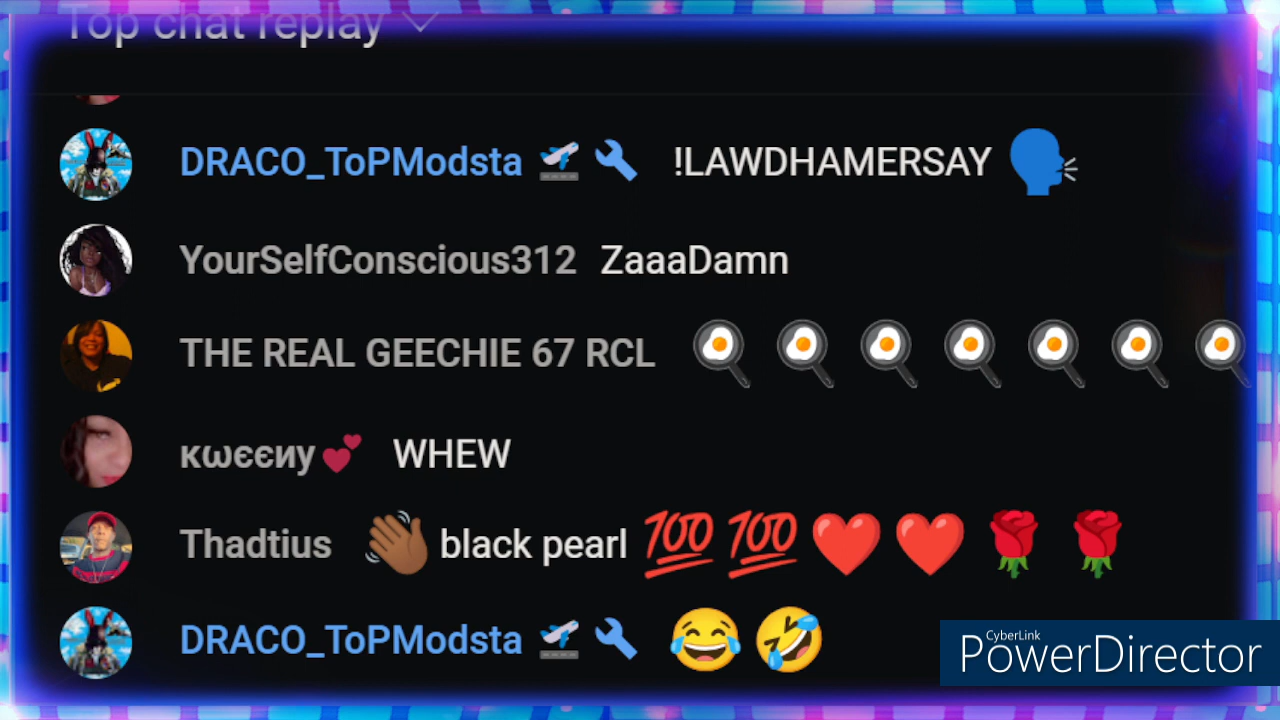 Top chat replay
DRACO_ToPModsta 🛫🔧 !LAWDHAMERSAY 🗣️
YourSelfConscious312 ZaaaDamn
THE REAL GEECHIE 67 RCL 🍳🍳🍳🍳🍳🍳🍳
кωєєиу💕 WHEW
Thadtius 👋🏾 black pearl 💯💯❤️❤️🌹🌹
DRACO_ToPModsta 🛫🔧 😂🤣
CyberLink
PowerDirector